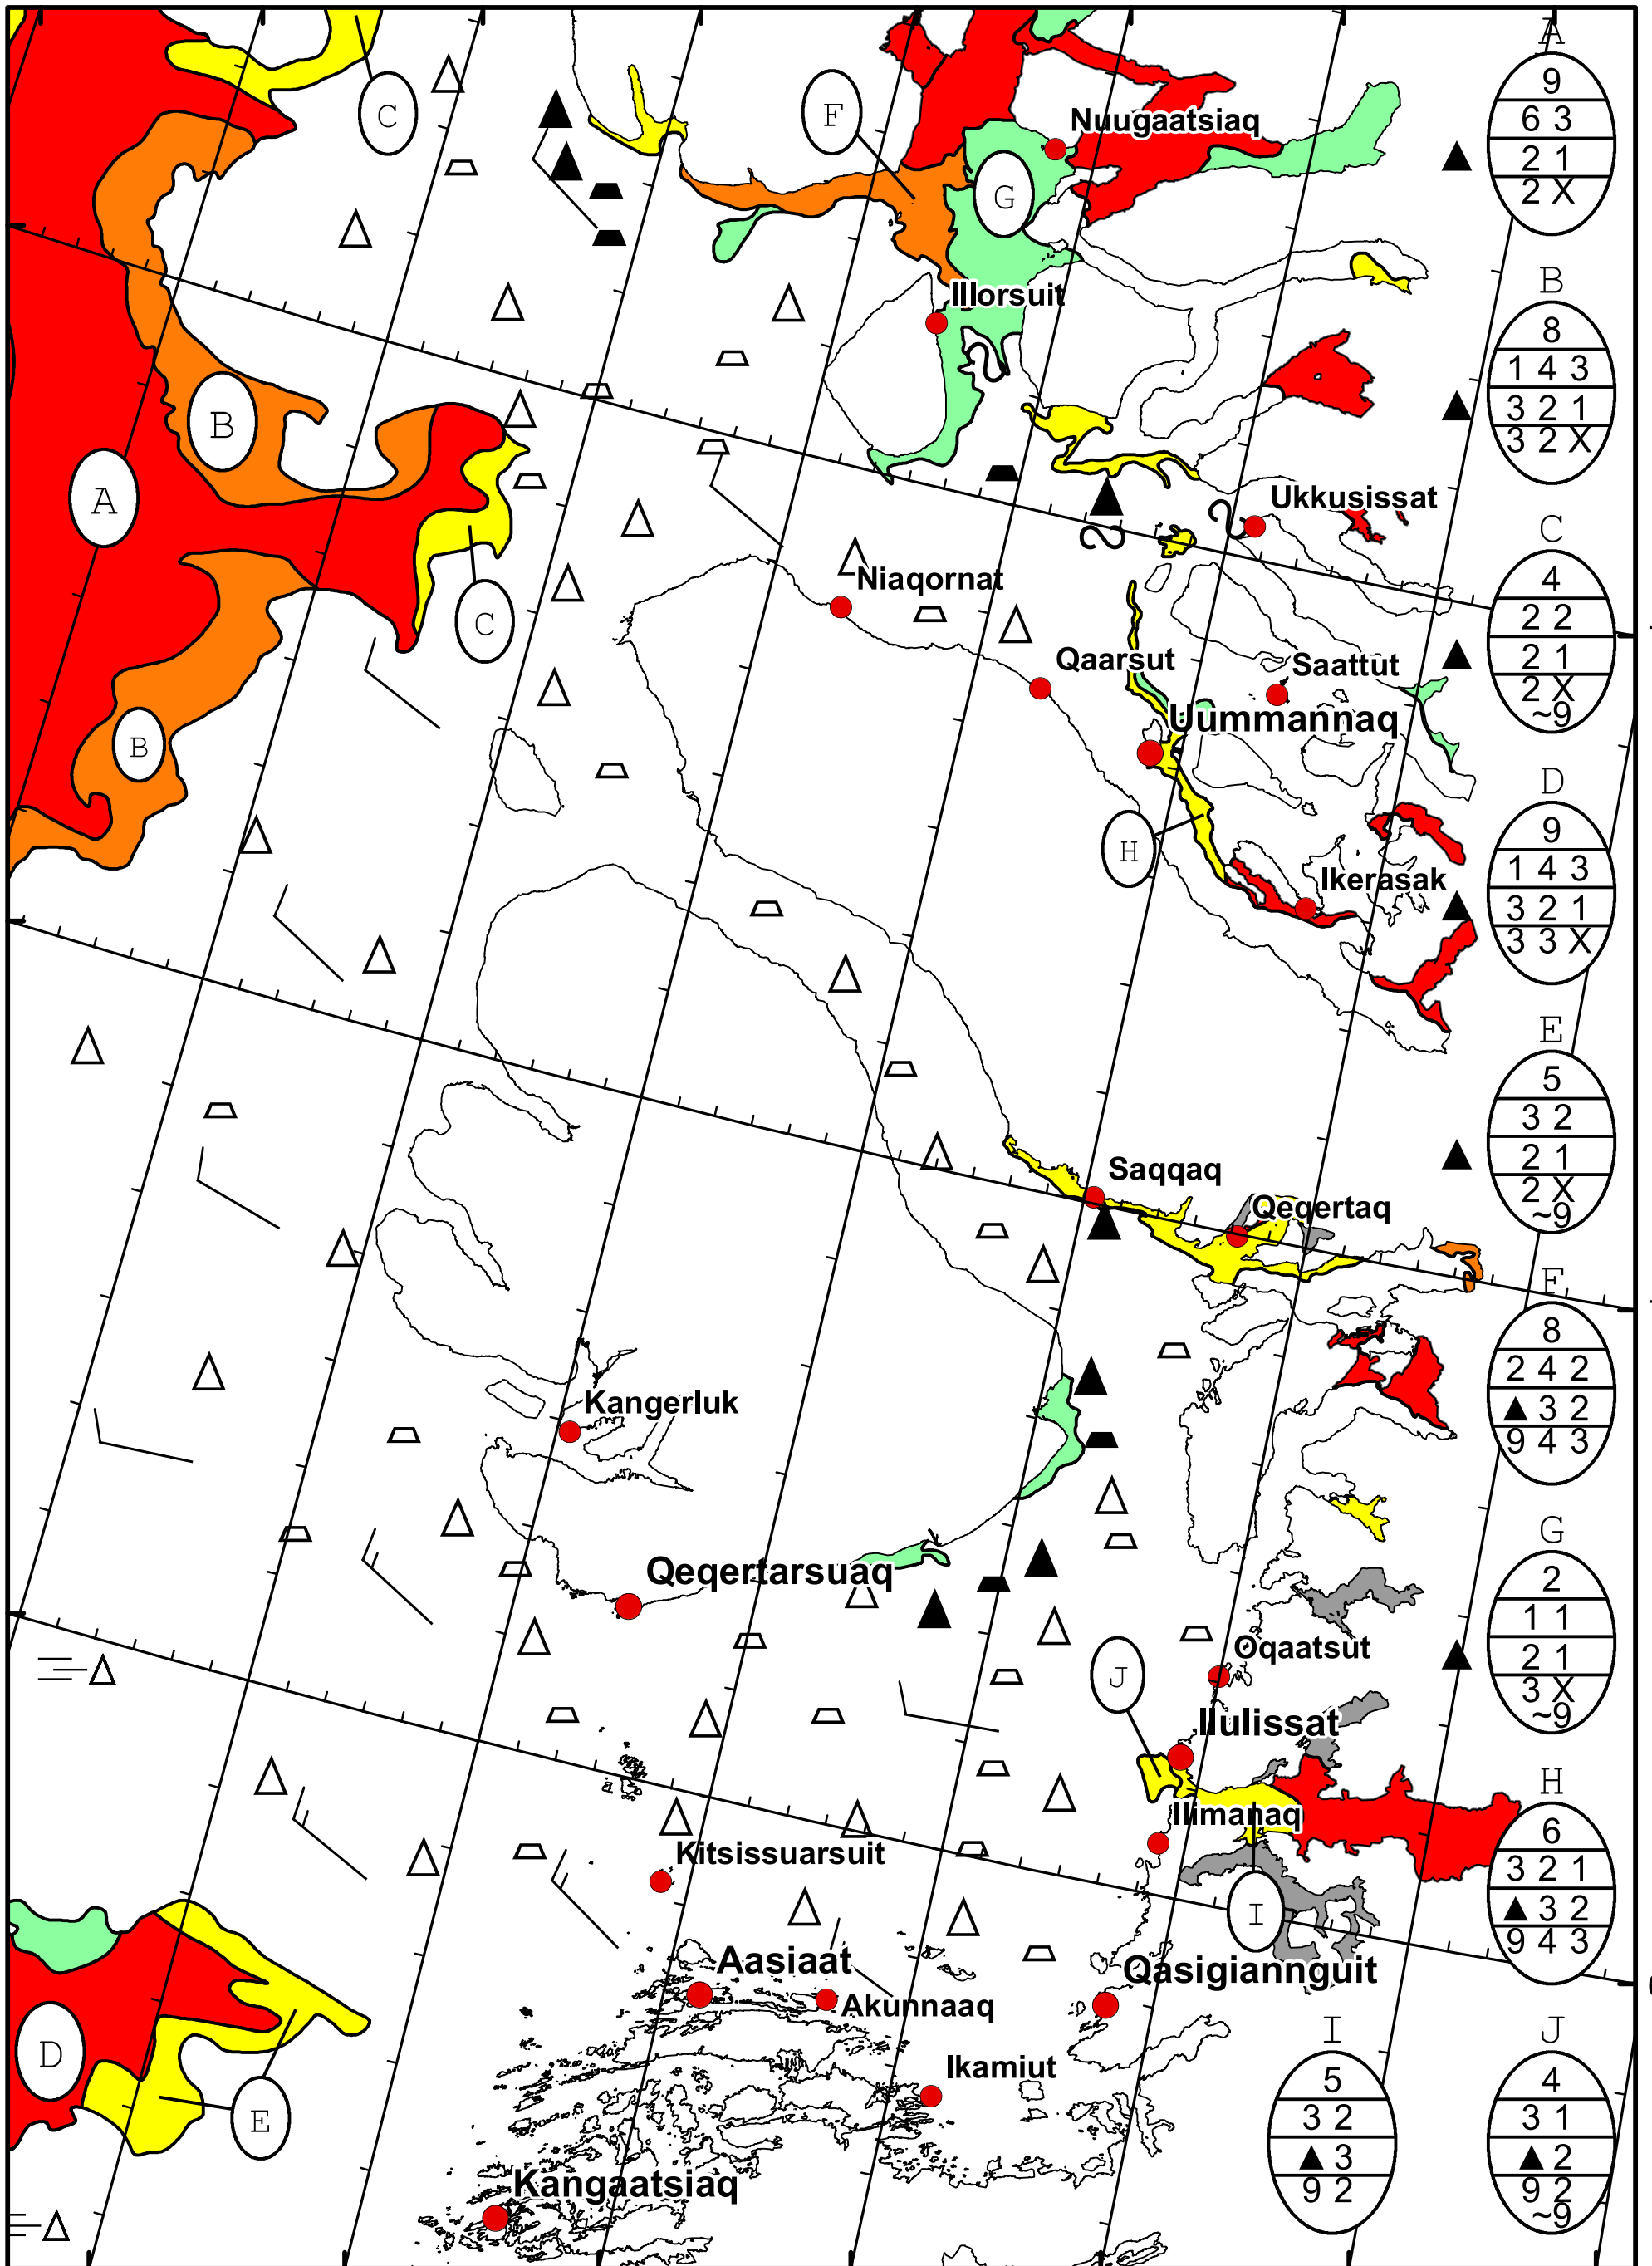 A
9
6 3
2 1
2 X
C
F
Nuugaatsiaq
G
B
8
1 4 3
3 2 1
3 2 X
Illorsuit
B
A
Ukkusissat
C
4
2 2
2 1
2 X
~9
Niaqornat
C
Qaarsut
Saattut
Uummannaq
B
D
9
1 4 3
3 2 1
3 3 X
H
Ikerasak
E
5
3 2
2 1
2 X
~9
Saqqaq
Qeqertaq
F
8
2 4 2
▲ 3 2
9 4 3
Kangerluk
G
2
1 1
2 1
3 X
~9
Qeqertarsuaq
Oqaatsut
J
Ilulissat
H
6
3 2 1
▲ 3 2
9 4 3
Ilimanaq
Kitsissuarsuit
I
Aasiaat
Qasigiannguit
Akunnaaq
D
Ikamiut
E
I
5
3 2
▲ 3
9 2
J
4
3 1
▲ 2
9 2
~9
Kangaatsiaq